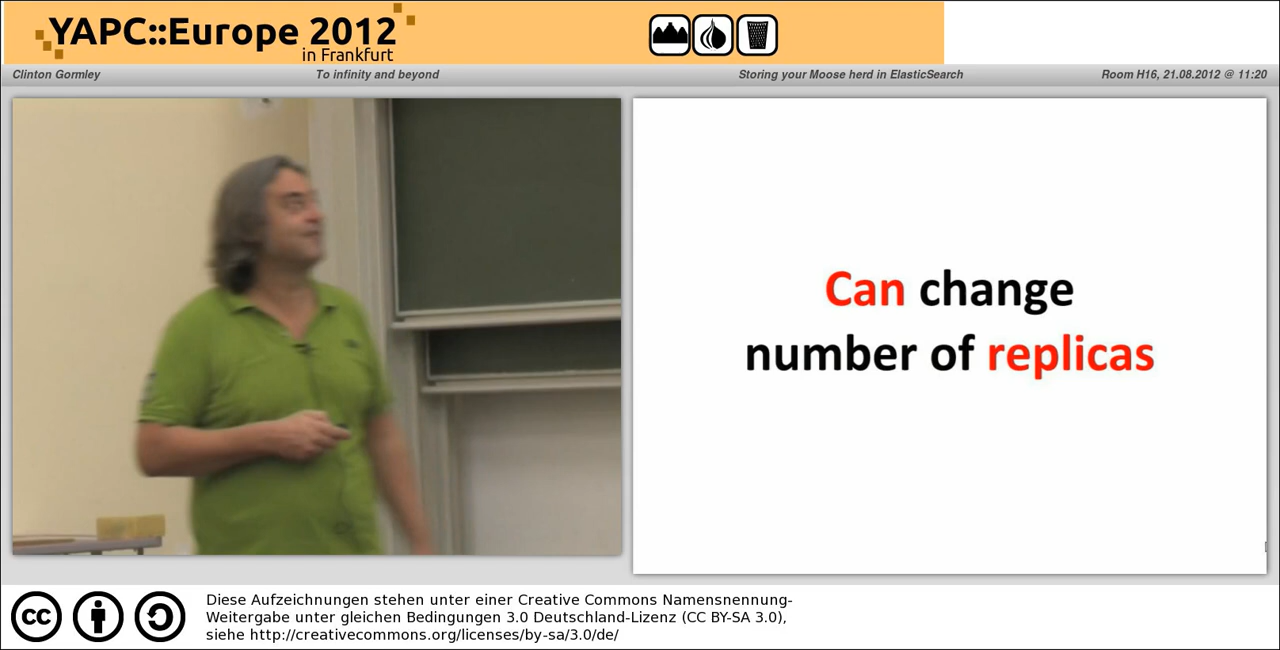 YAPC::Europe 2012
in Frankfurt
Clinton Gormley To infinity and beyond Storing your Moose herd in ElasticSearch Room H16, 21.08.2012 @ 11:20
Can change
number of replicas
cc
Diese Aufzeichnungen stehen unter einer Creative Commons Namensnennung-
Weitergabe unter gleichen Bedingungen 3.0 Deutschland-Lizenz (CC BY-SA 3.0),
siehe http://creativecommons.org/licenses/by-sa/3.0/de/